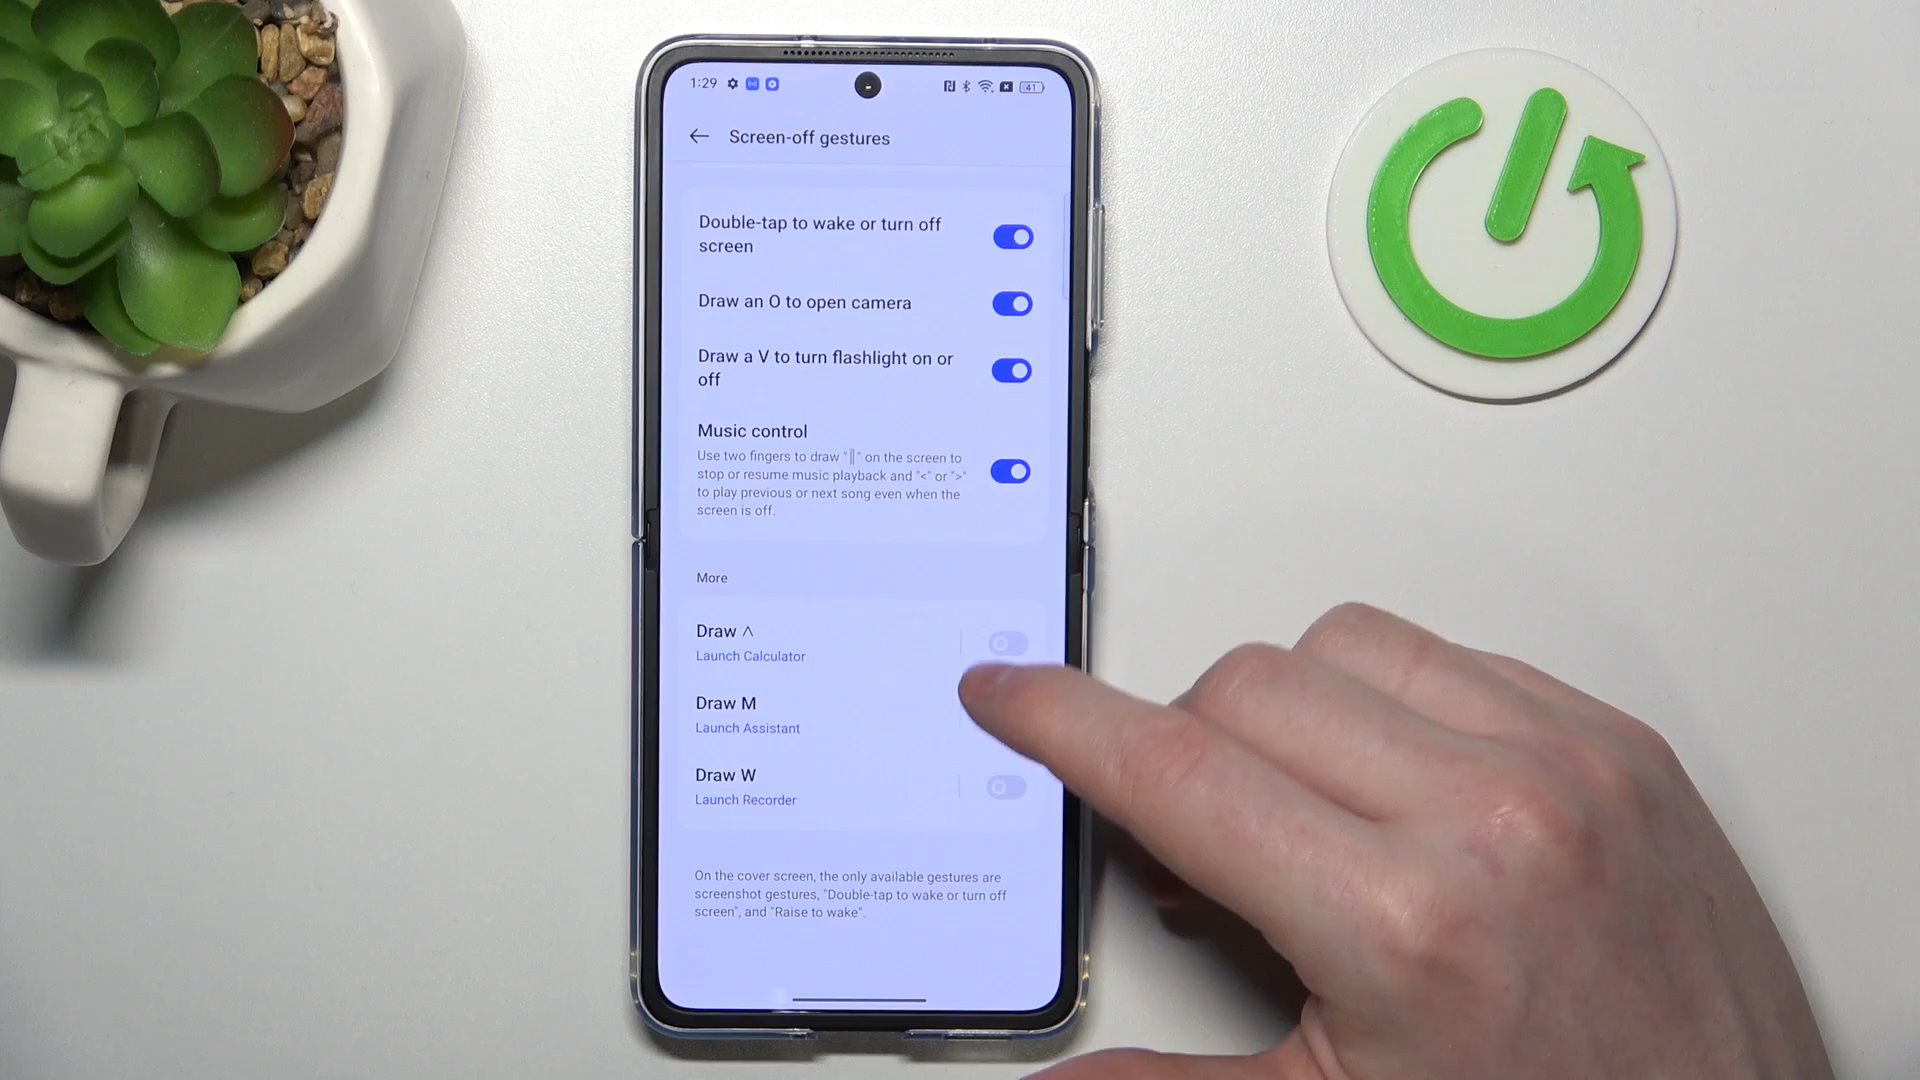 1:29
41
Screen-off gestures
Double-tap to wake or turn off
screen
Draw an O to open camera
Draw a V to turn flashlight on or
off
Music control
Use two fingers to draw "||" on the screen to
stop or resume music playback and "<" or ">"
to play previous or next song even when the
screen is off.
More
Draw ^
Launch Calculator
Draw M
Launch Assistant
Draw W
Launch Recorder
On the cover screen, the only available gestures are
screenshot gestures, "Double-tap to wake or turn off
screen", and "Raise to wake".